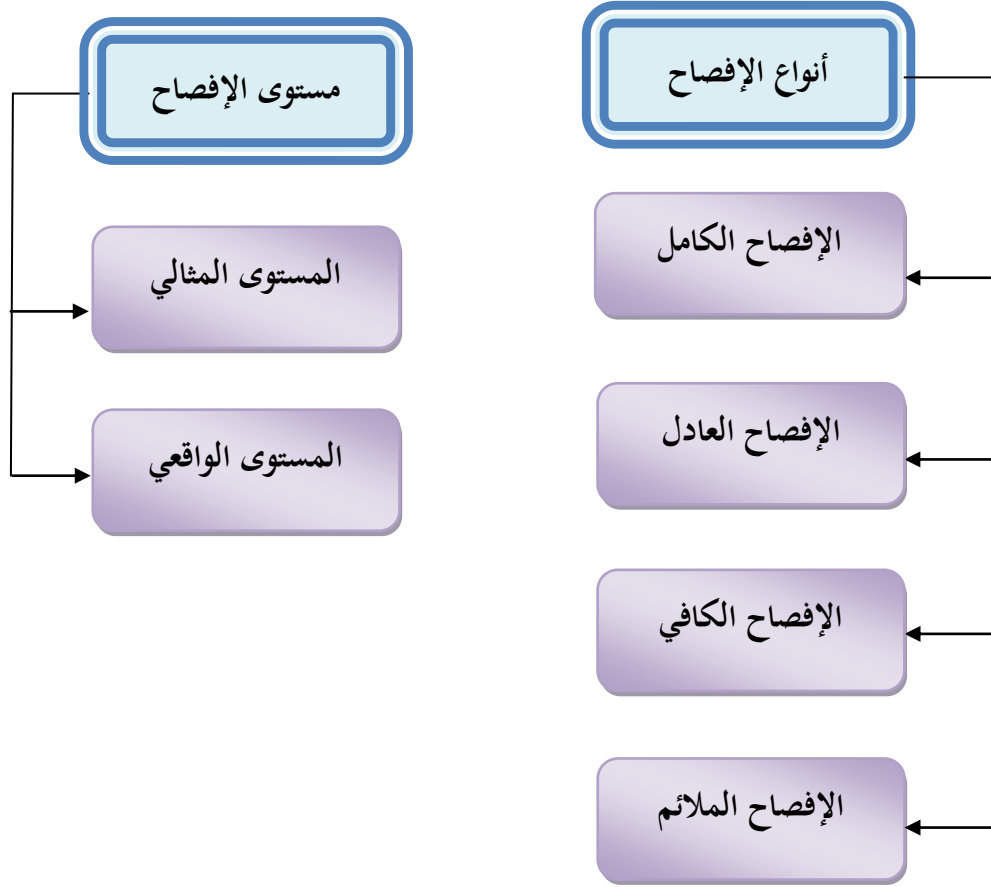 أنواع الإفصاح
الإفصاح الكامل
الإفصاح العادل
الإفصاح الكافي
الإفصاح الملائم
مستوى الإفصاح
المستوى المثالي
المستوى الواقعي